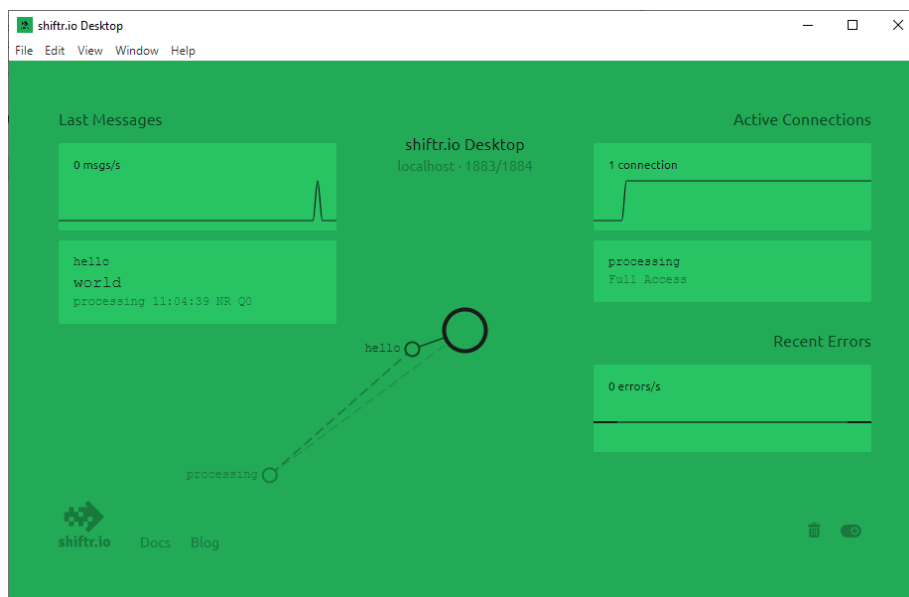 shiftr.io Desktop
File Edit View Window Help
Last Messages
0 msgs/s
hello
world
processing 11:04:39 NR Q0
shiftr.io Desktop
localhost · 1883/1884
hello
processing
Active Connections
1 connection
processing
Full Access
Recent Errors
0 errors/s
shiftr.io
Docs Blog